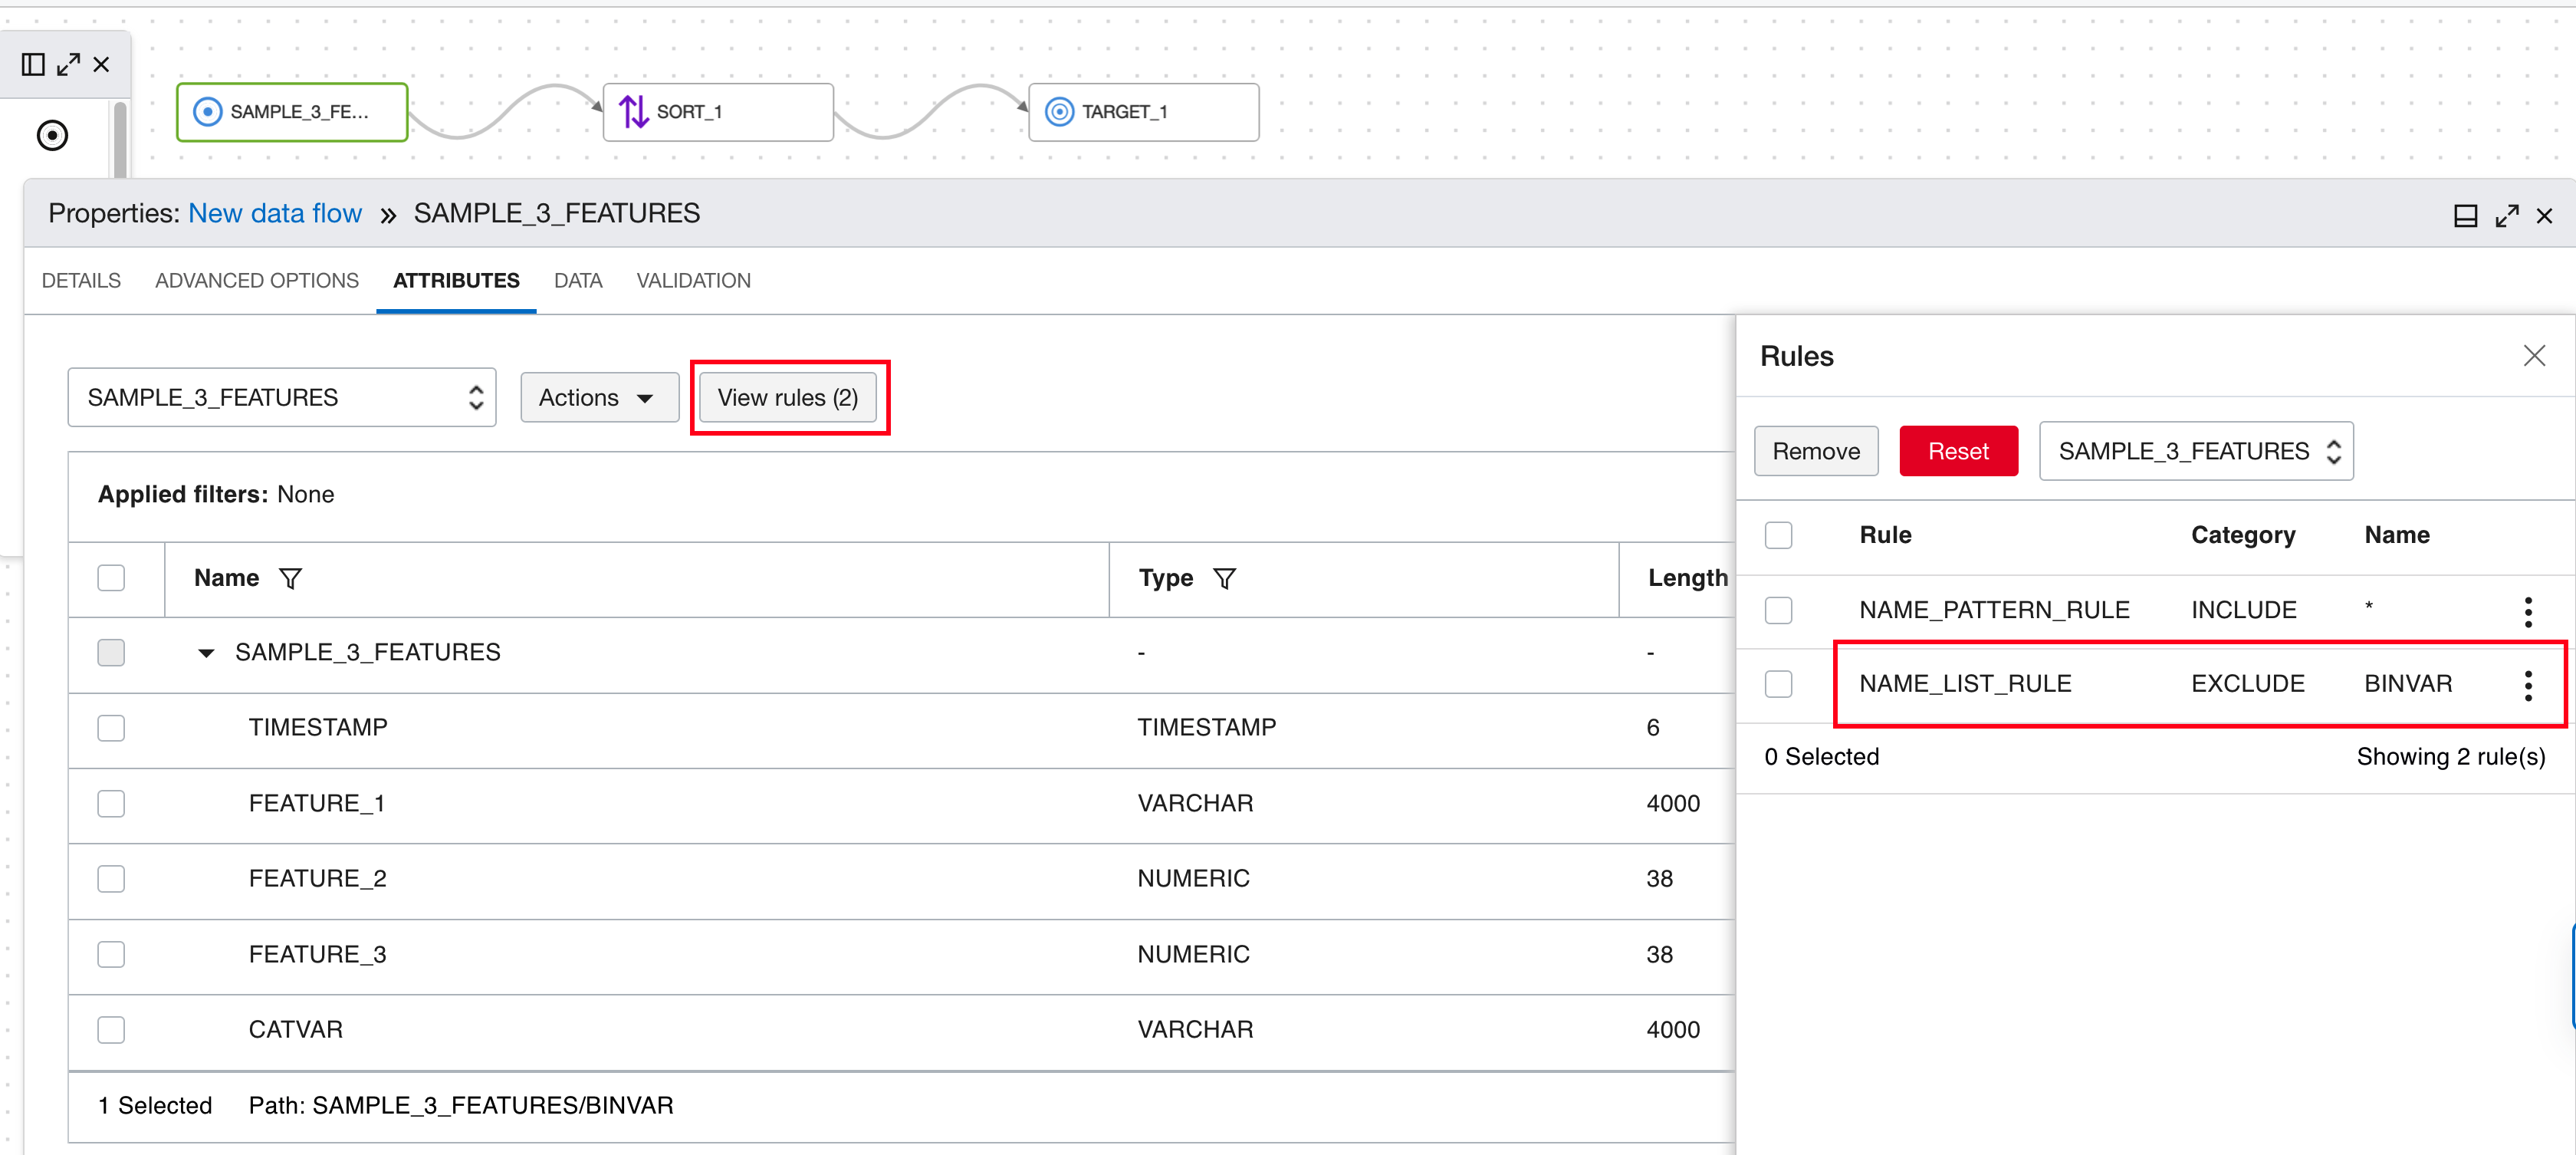 SAMPLE_3_FE...
SORT_1
TARGET_1
Properties: New data flow » SAMPLE_3_FEATURES
DETAILS ADVANCED OPTIONS ATTRIBUTES DATA VALIDATION
SAMPLE_3_FEATURES Actions View rules (2)
Applied filters: None
Name Type Length
SAMPLE_3_FEATURES - -
TIMESTAMP TIMESTAMP 6
FEATURE_1 VARCHAR 4000
FEATURE_2 NUMERIC 38
FEATURE_3 NUMERIC 38
CATVAR VARCHAR 4000
1 Selected Path: SAMPLE_3_FEATURES/BINVAR
Rules
Remove Reset SAMPLE_3_FEATURES
Rule Category Name
NAME_PATTERN_RULE INCLUDE *
NAME_LIST_RULE EXCLUDE BINVAR
0 Selected Showing 2 rule(s)